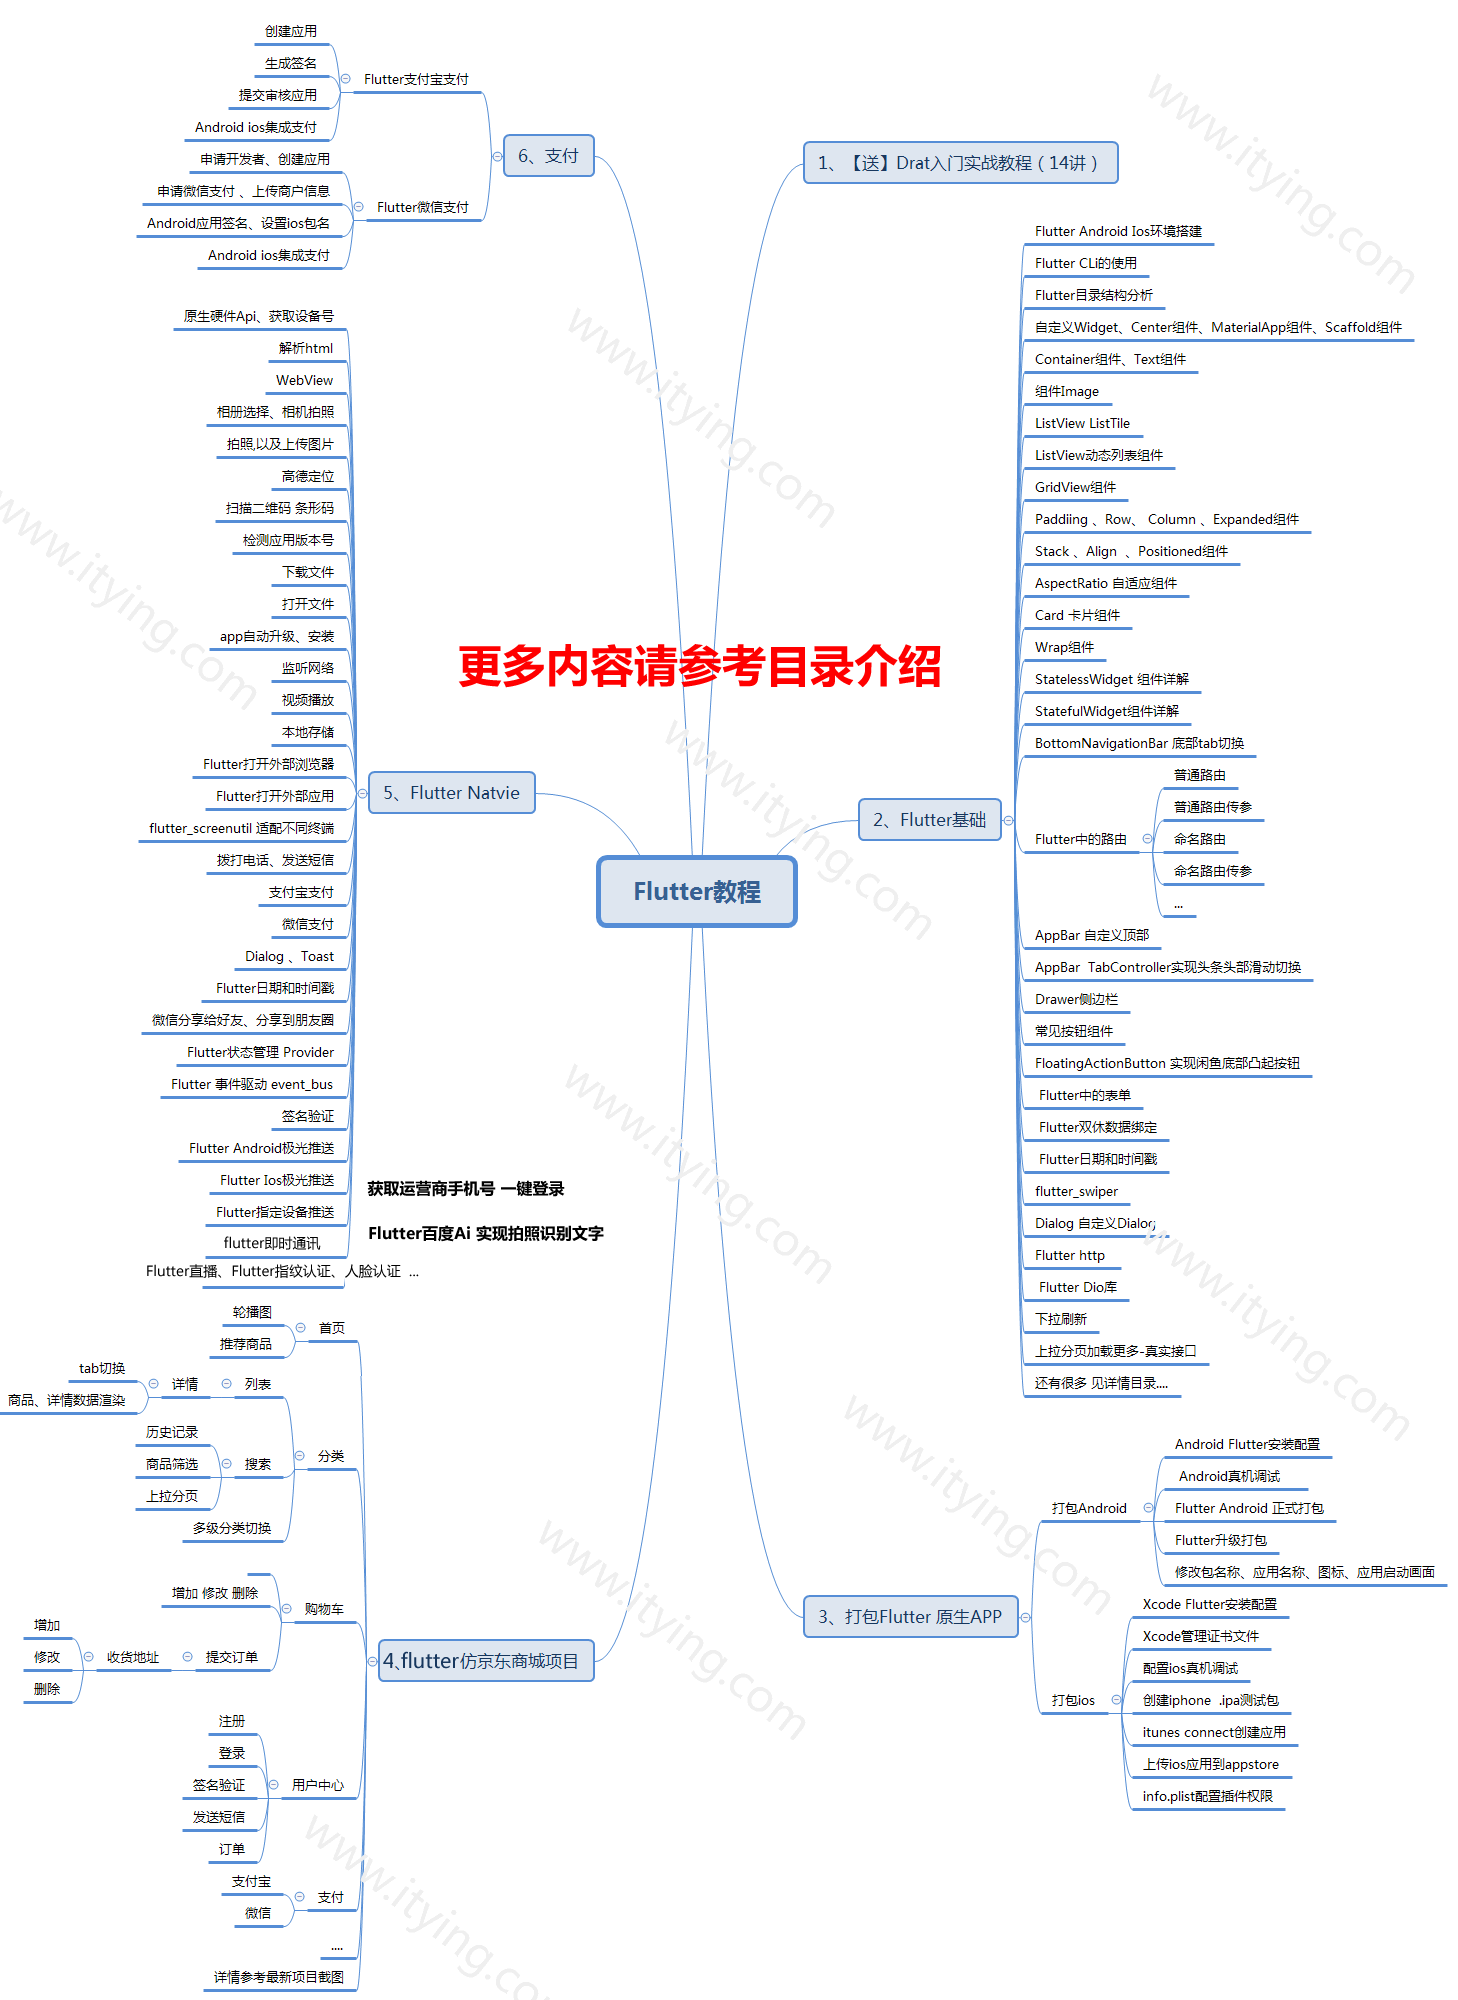 Flutter教程
更多内容请参考目录介绍
1、【送】Drat入门实战教程（14讲）
2、Flutter基础
Flutter Android Ios环境搭建
Flutter CLi的使用
Flutter目录结构分析
自定义Widget、Center组件、MaterialApp组件、Scaffold组件
Container组件、Text组件
组件Image
ListView ListTile
ListView动态列表组件
GridView组件
Paddiing 、Row、 Column 、Expanded组件
Stack 、Align  、Positioned组件
AspectRatio 自适应组件
Card 卡片组件
Wrap组件
StatelessWidget 组件详解
StatefulWidget组件详解
BottomNavigationBar 底部tab切换
Flutter中的路由
普通路由
普通路由传参
命名路由
命名路由传参
...
AppBar 自定义顶部
AppBar  TabController实现头条头部滑动切换
Drawer侧边栏
常见按钮组件
FloatingActionButton 实现闲鱼底部凸起按钮
Flutter中的表单
Flutter双休数据绑定
Flutter日期和时间戳
flutter_swiper
Dialog 自定义Dialog
Flutter http
Flutter Dio库
下拉刷新
上拉分页加载更多-真实接口
还有很多 见详情目录....
3、打包Flutter 原生APP
打包Android
Android Flutter安装配置
Android真机调试
Flutter Android 正式打包
Flutter升级打包
修改包名称、应用名称、图标、应用启动画面
打包ios
Xcode Flutter安装配置
Xcode管理证书文件
配置ios真机调试
创建iphone  .ipa测试包
itunes connect创建应用
上传ios应用到appstore
info.plist配置插件权限
4、flutter仿京东商城项目
首页
轮播图
推荐商品
分类
列表
详情
tab切换
商品、详情数据渲染
搜索
历史记录
商品筛选
上拉分页
多级分类切换
购物车
增加 修改 删除
提交订单
收货地址
增加
修改
删除
用户中心
注册
登录
签名验证
发送短信
订单
支付
支付宝
微信
....
详情参考最新项目截图
5、Flutter Natvie
原生硬件Api、获取设备号
解析html
WebView
相册选择、相机拍照
拍照,以及上传图片
高德定位
扫描二维码 条形码
检测应用版本号
下载文件
打开文件
app自动升级、安装
监听网络
视频播放
本地存储
Flutter打开外部浏览器
Flutter打开外部应用
flutter_screenutil 适配不同终端
拨打电话、发送短信
支付宝支付
微信支付
Dialog 、Toast
Flutter日期和时间戳
微信分享给好友、分享到朋友圈
Flutter状态管理 Provider
Flutter 事件驱动 event_bus
签名验证
Flutter Android极光推送
Flutter Ios极光推送
Flutter指定设备推送
flutter即时通讯
Flutter直播、Flutter指纹认证、人脸认证  ...
获取运营商手机号 一键登录
Flutter百度Ai 实现拍照识别文字
6、支付
Flutter支付宝支付
创建应用
生成签名
提交审核应用
Android ios集成支付
Flutter微信支付
申请开发者、创建应用
申请微信支付 、上传商户信息
Android应用签名、设置ios包名
Android ios集成支付
www.itying.com
www.itying.com
www.itying.com
www.itying.com
www.itying.com
www.itying.com
www.itying.com
www.itying.com
www.itying.co